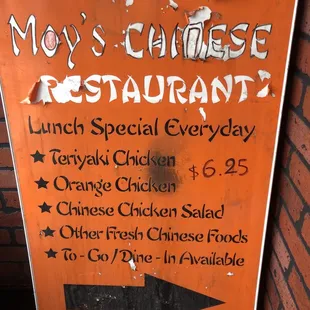 Moy's CHINESE
RESTAURANT
Lunch Special Everyday
★ Teriyaki Chicken
$6.25
★ Orange Chicken
★ Chinese Chicken Salad
★ Other Fresh Chinese Foods
★ To - Go / Dine - In Available